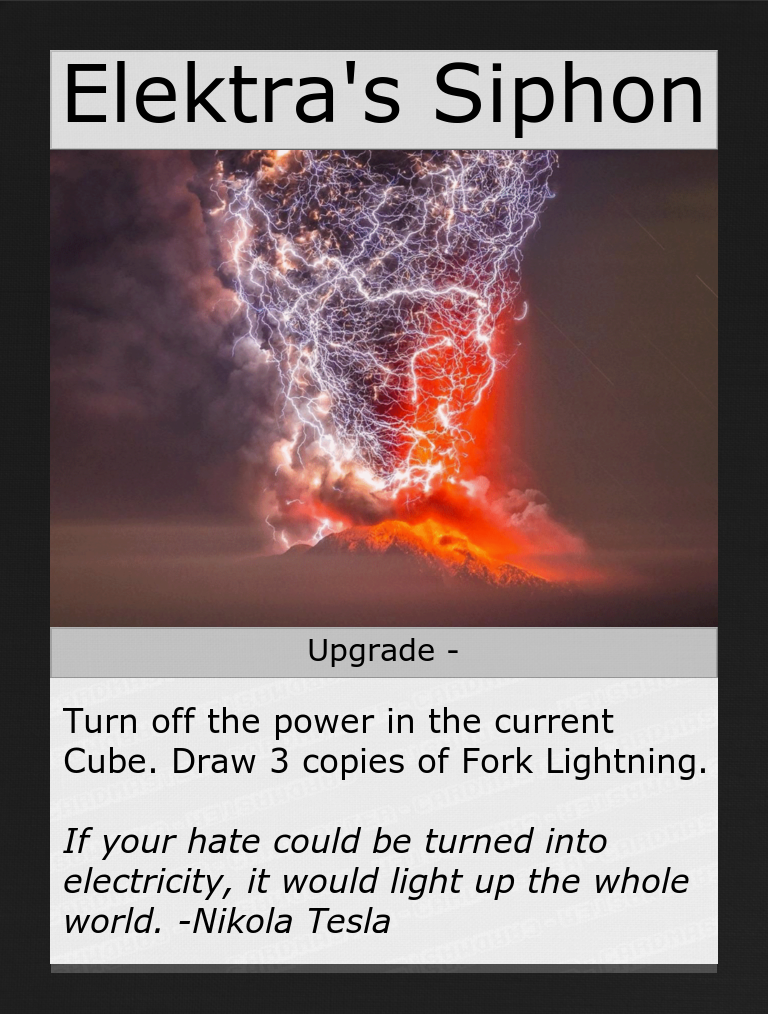 Elektra's Siphon
Upgrade -
Turn off the power in the current
Cube. Draw 3 copies of Fork Lightning.
If your hate could be turned into
electricity, it would light up the whole
world. -Nikola Tesla